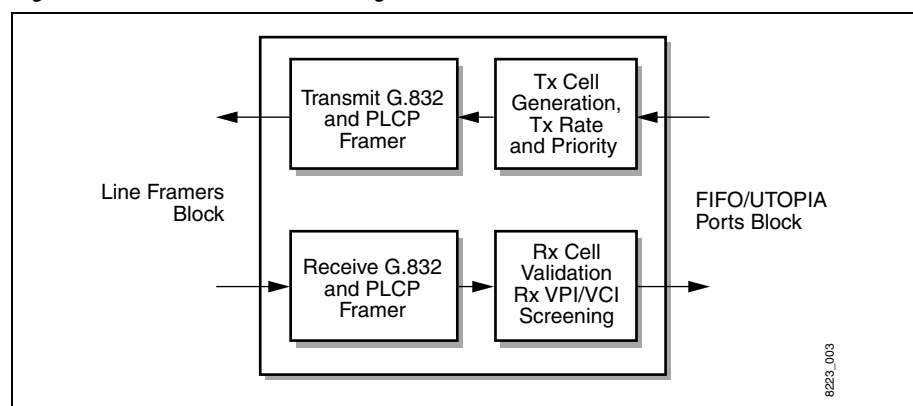 Transmit G.832
and PLCP
Framer
Tx Cell
Generation,
Tx Rate
and Priority
Line Framers
Block
FIFO/UTOPIA
Ports Block
Receive G.832
and PLCP
Framer
Rx Cell
Validation
Rx VPI/VCI
Screening
8223_003